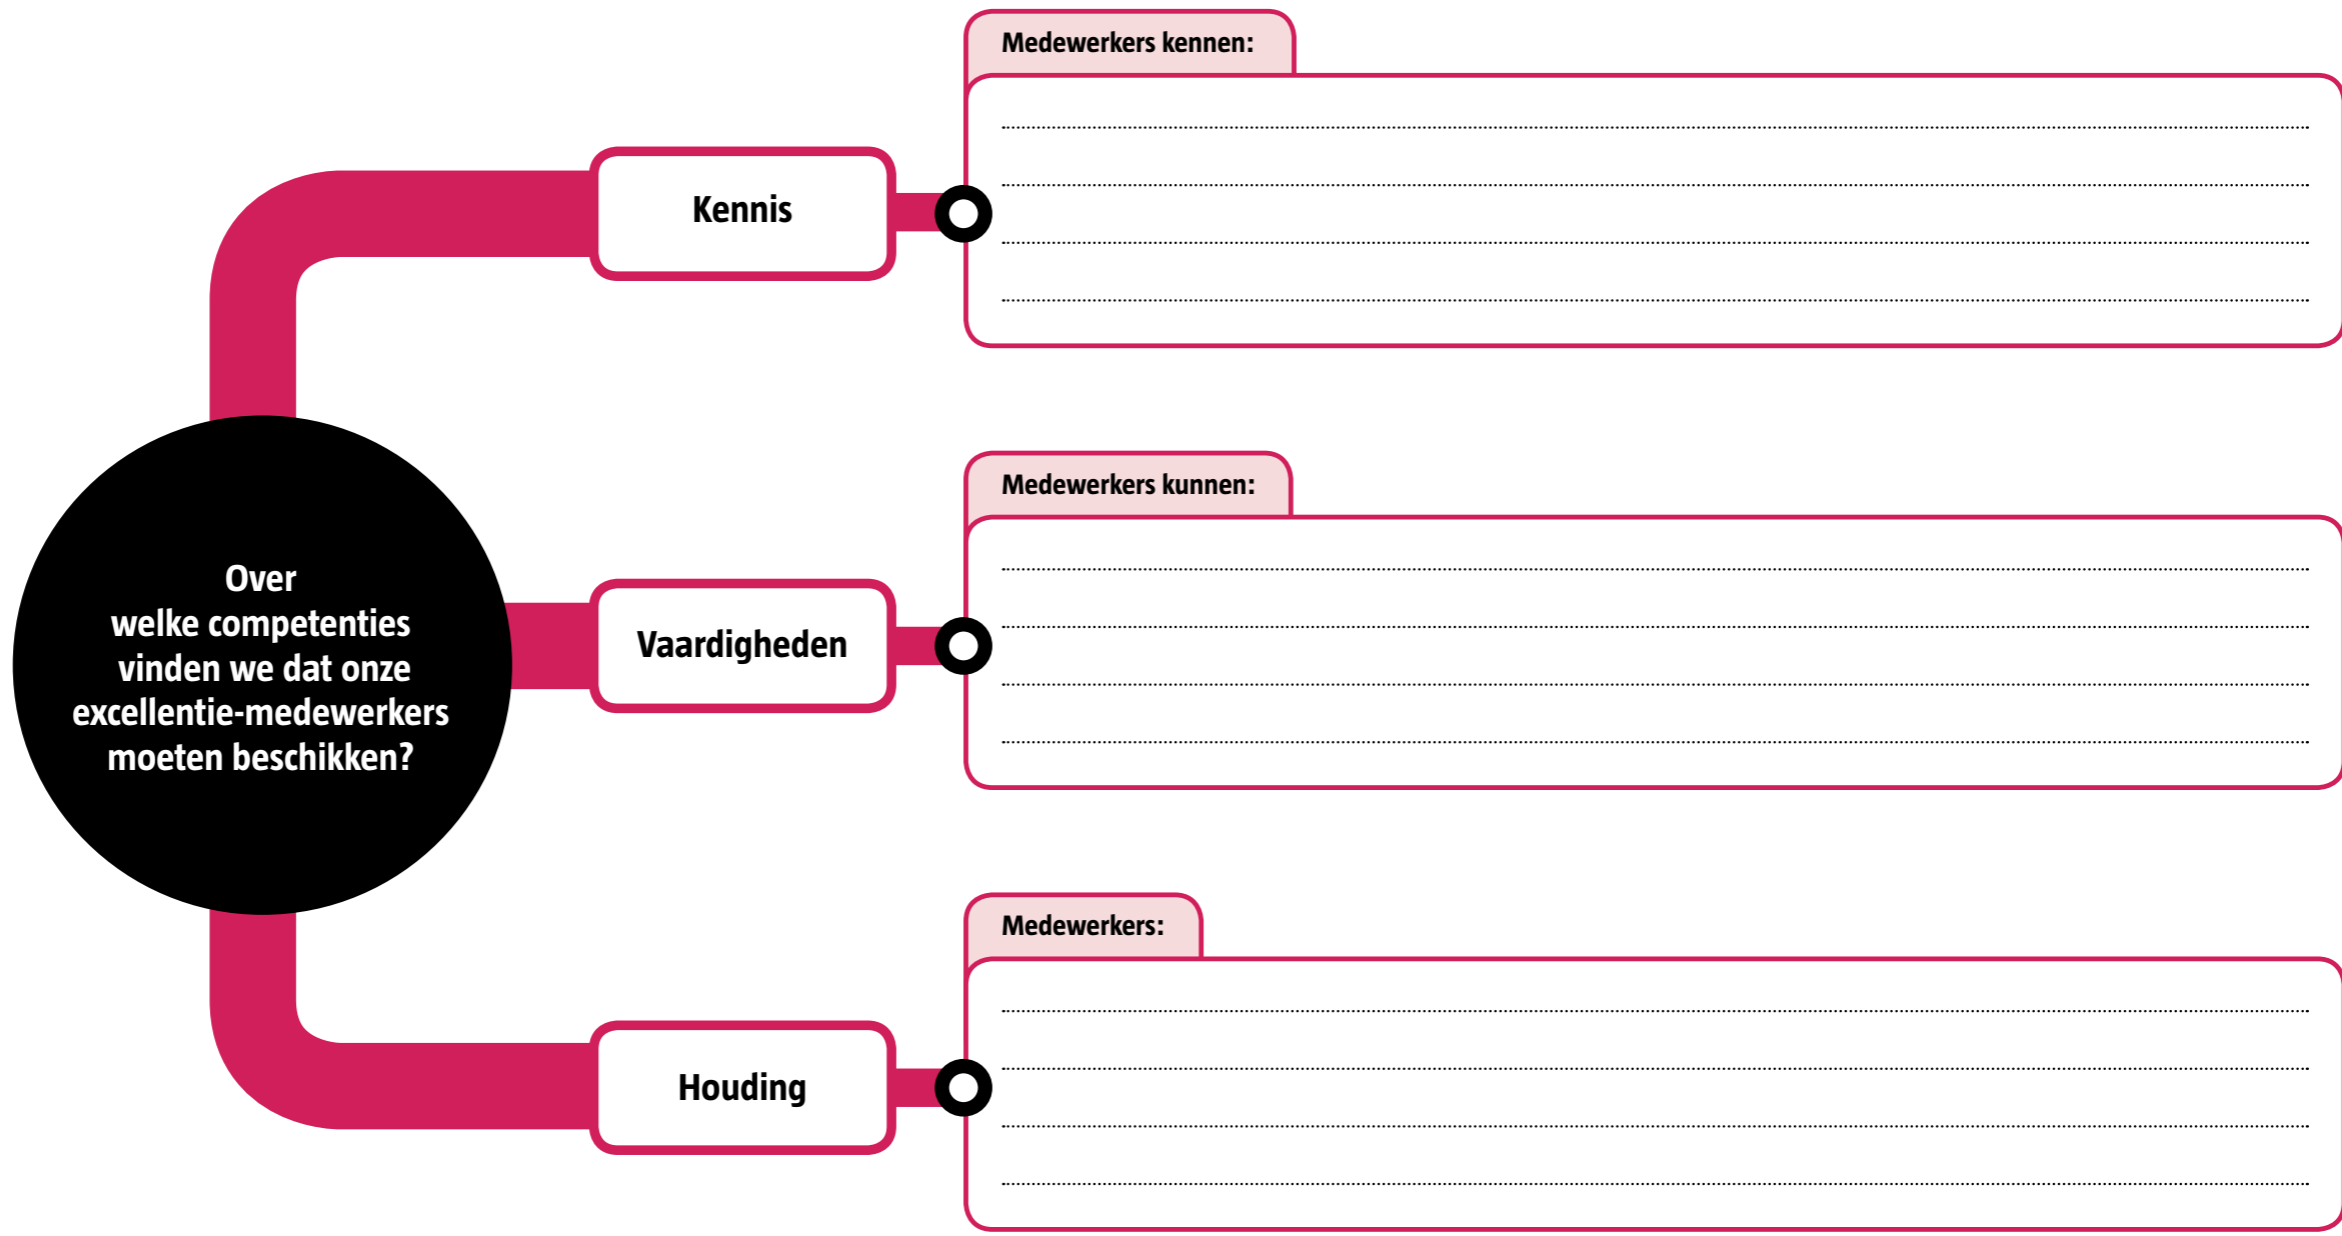 Over
welke competenties
vinden we dat onze
excellentie-medewerkers
moeten beschikken?
Kennis
Medewerkers kennen:
Vaardigheden
Medewerkers kunnen:
Houding
Medewerkers: